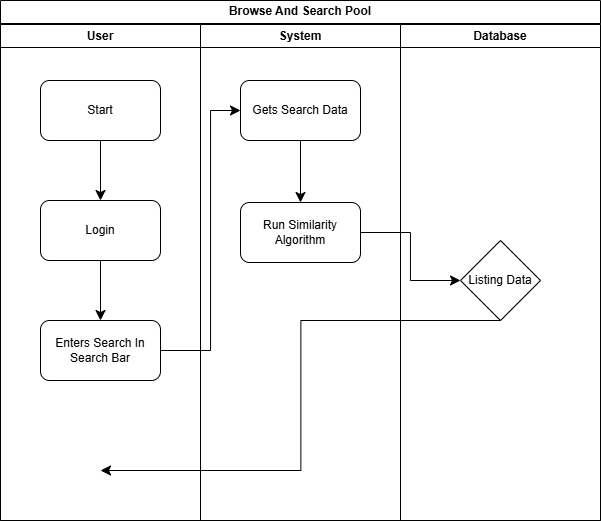 Browse And Search Pool
User
System
Database
Start
Gets Search Data
Login
Run Similarity
Algorithm
Listing Data
Enters Search In
Search Bar